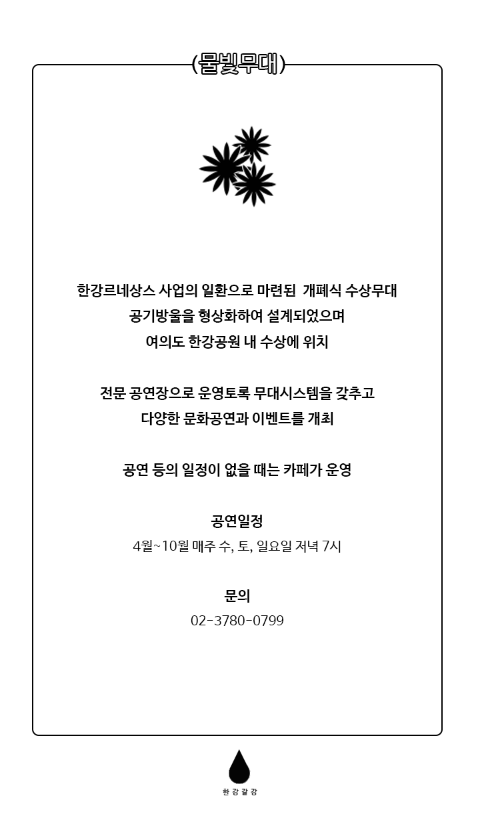 (물빛무대)
한강르네상스 사업의 일환으로 마련된 개폐식 수상무대
공기방울을 형상화하여 설계되었으며
여의도 한강공원 내 수상에 위치
전문 공연장으로 운영토록 무대시스템을 갖추고
다양한 문화공연과 이벤트를 개최
공연 등의 일정이 없을 때는 카페가 운영
공연일정
4월~10월 매주 수, 토, 일요일 저녁 7시
문의
02-3780-0799
한강갈감